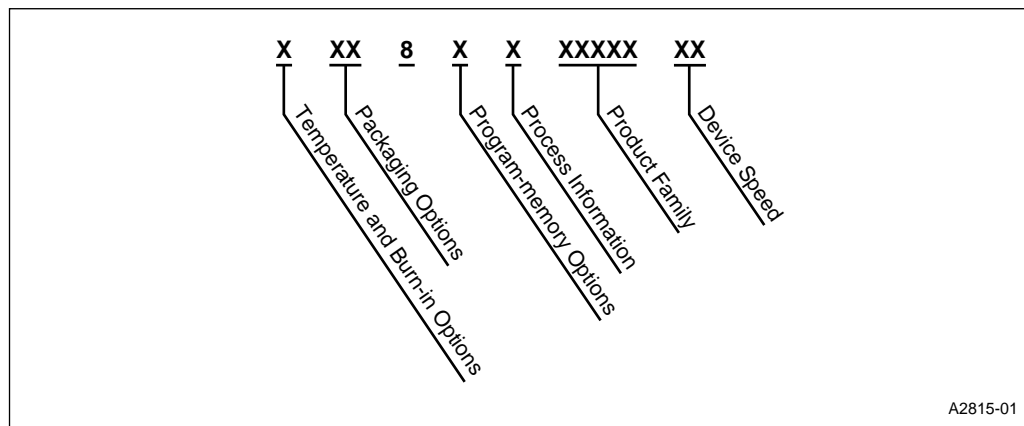 X XX 8 X X XXXXX XX
Temperature and Burn-in Options
Packaging Options
Program-memory Options
Process Information
Product Family
Device Speed
A2815-01